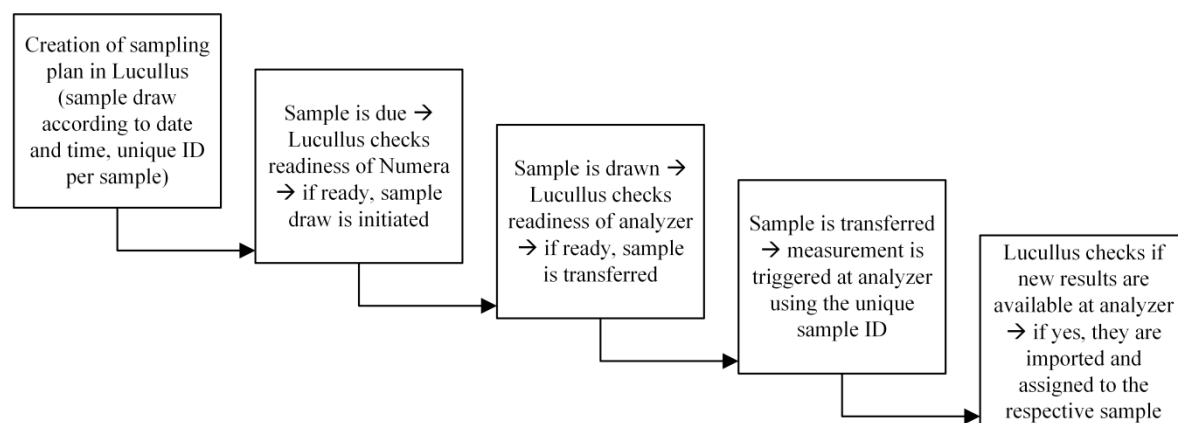 Creation of sampling
plan in Lucullus
(sample draw
according to date
and time, unique ID
per sample)
Sample is due →
Lucullus checks
readiness of Numera
→ if ready, sample
draw is initiated
Sample is drawn →
Lucullus checks
readiness of analyzer
→ if ready, sample
is transferred
Sample is transferred
→ measurement is
triggered at analyzer
using the unique
sample ID
Lucullus checks if
new results are
available at analyzer
→ if yes, they are
imported and
assigned to the
respective sample